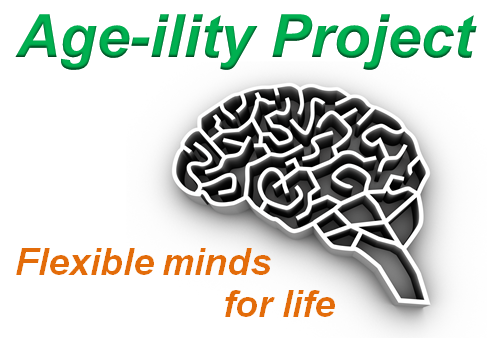 Age-ility Project
Flexible minds
for life